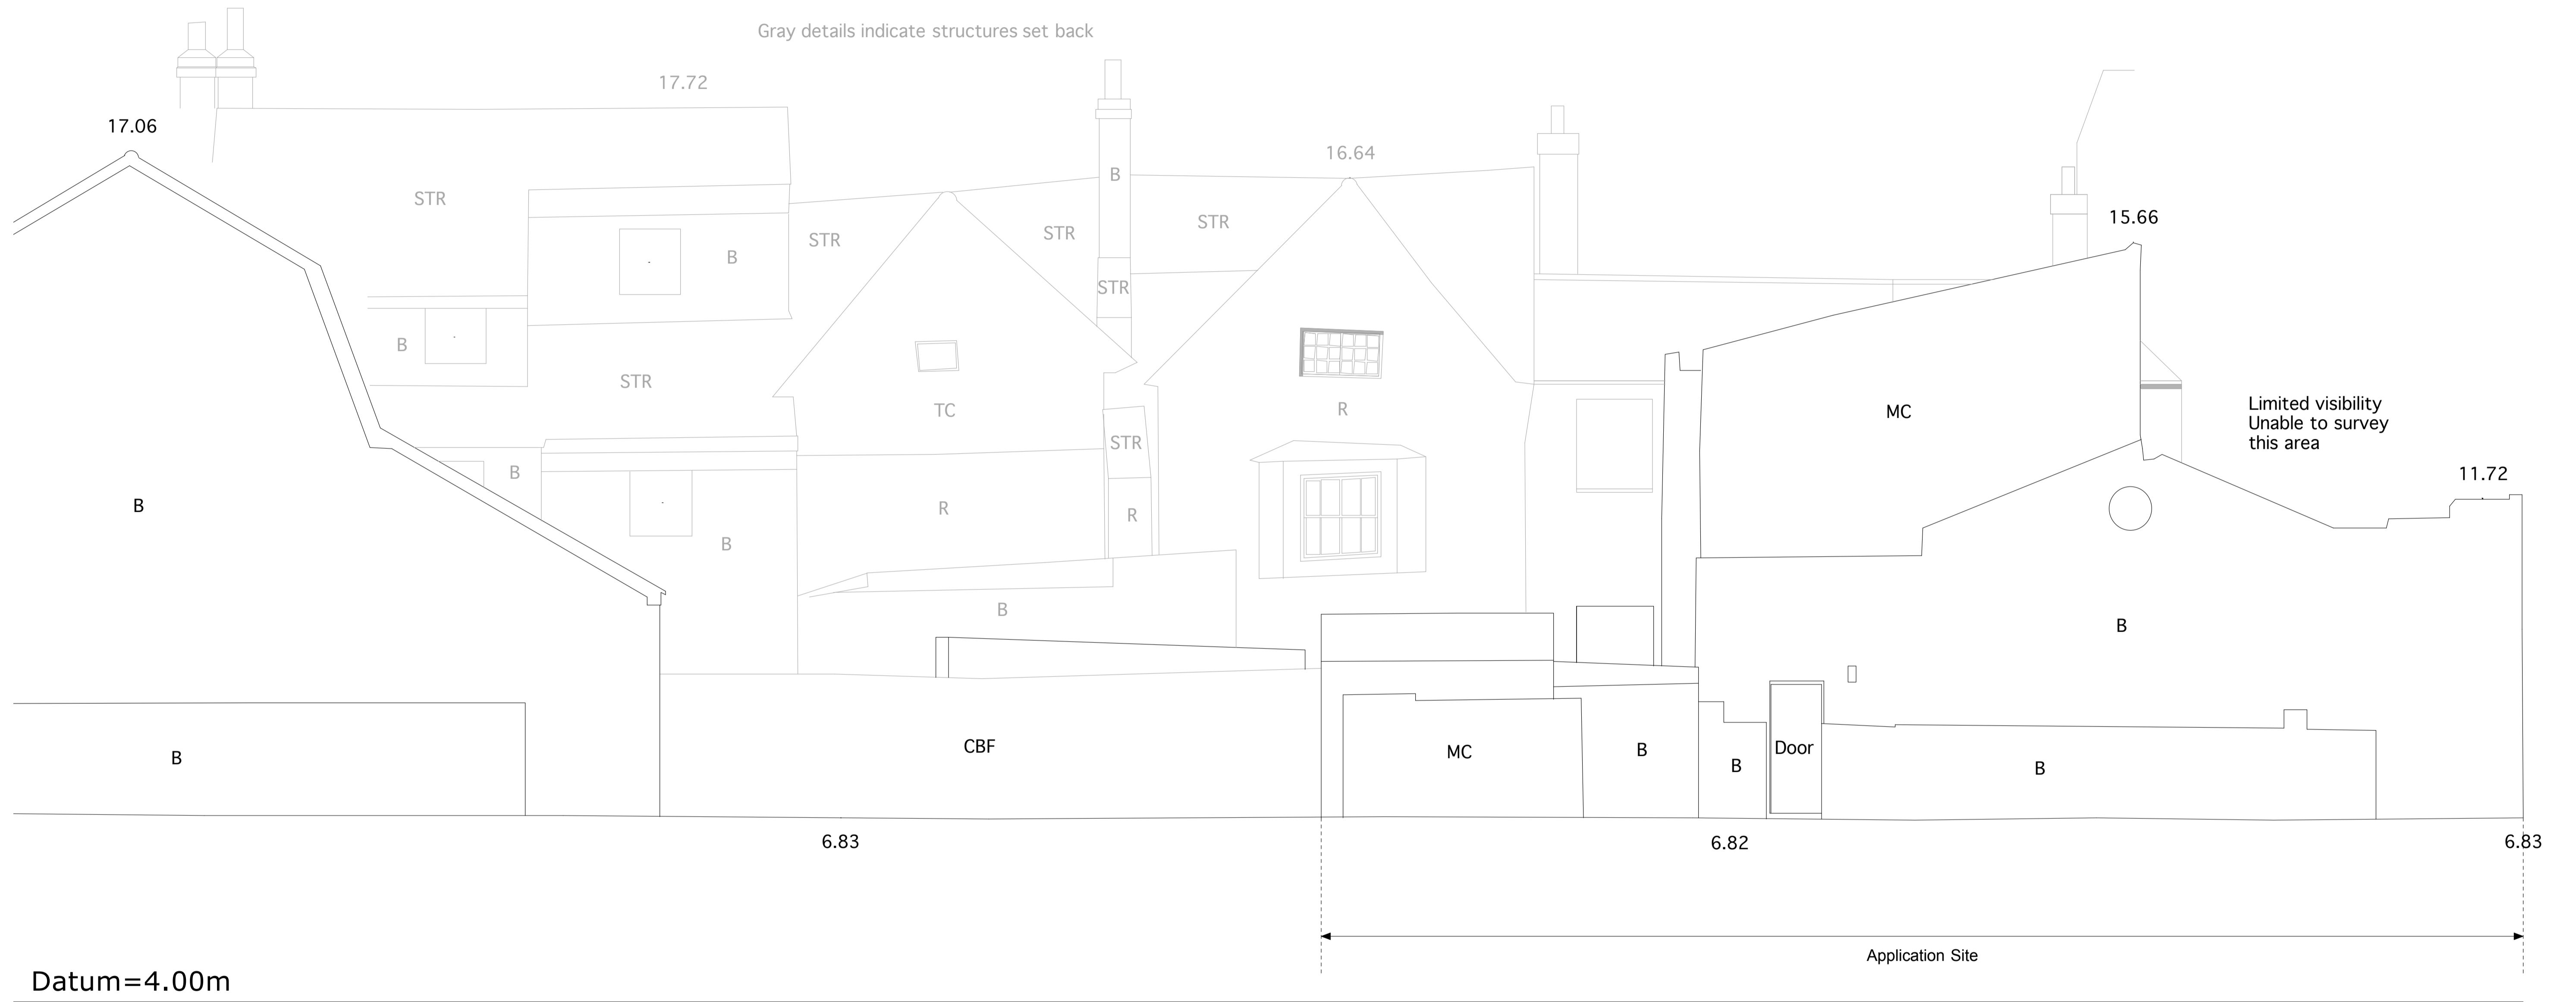 Gray details indicate structures set back
17.72
17.06
16.64
B
STR
15.66
STR
STR
STR
B
STR
B
STR
TC
R
MC
Limited visibility
Unable to survey
this area
STR
B
11.72
B
R
R
B
B
B
CBF
MC
B
B
Door
B
B
6.83
6.82
6.83
Application Site
Datum=4.00m